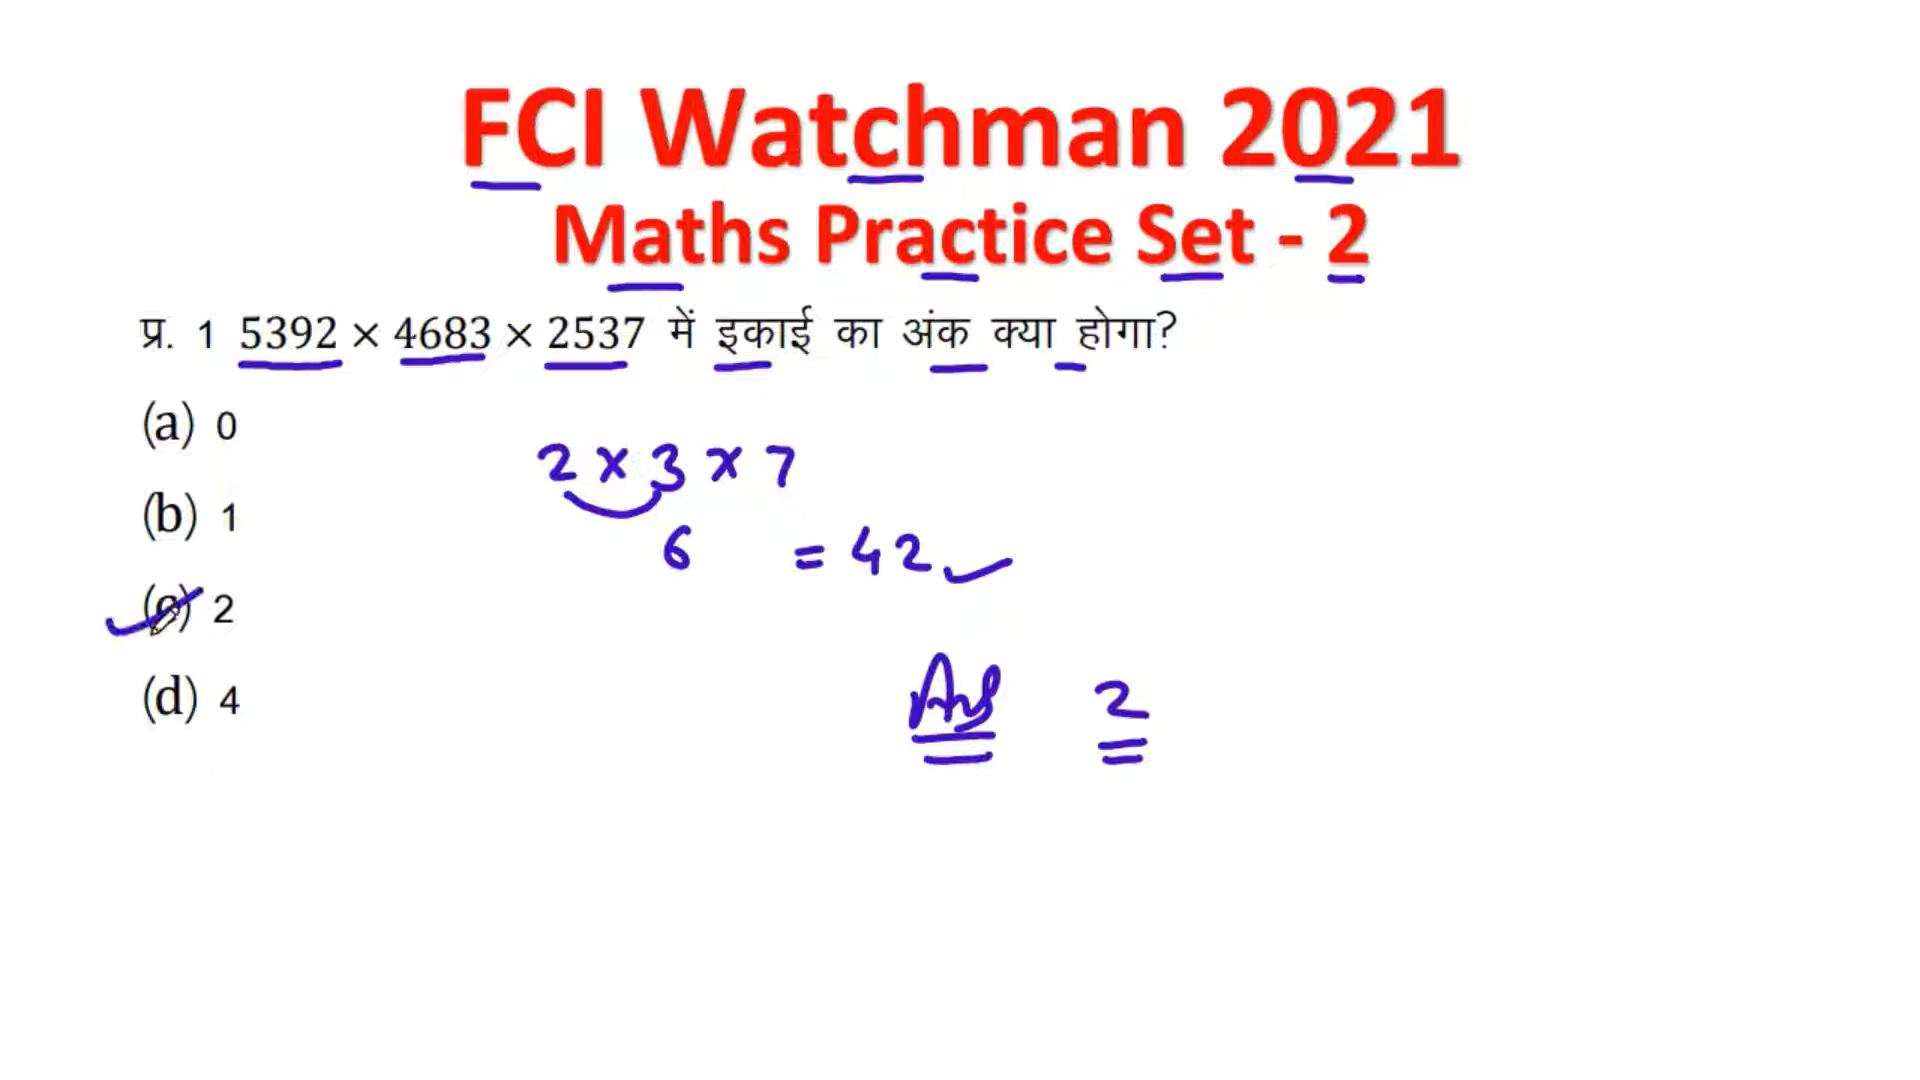 FCI Watchman 2021
Maths Practice Set - 2
प्र. 1 5392 × 4683 × 2537 में इकाई का अंक क्या होगा?
(a) 0
(b) 1
(c) 2
(d) 4
2 × 3 × 7
6 = 42
Ans 2